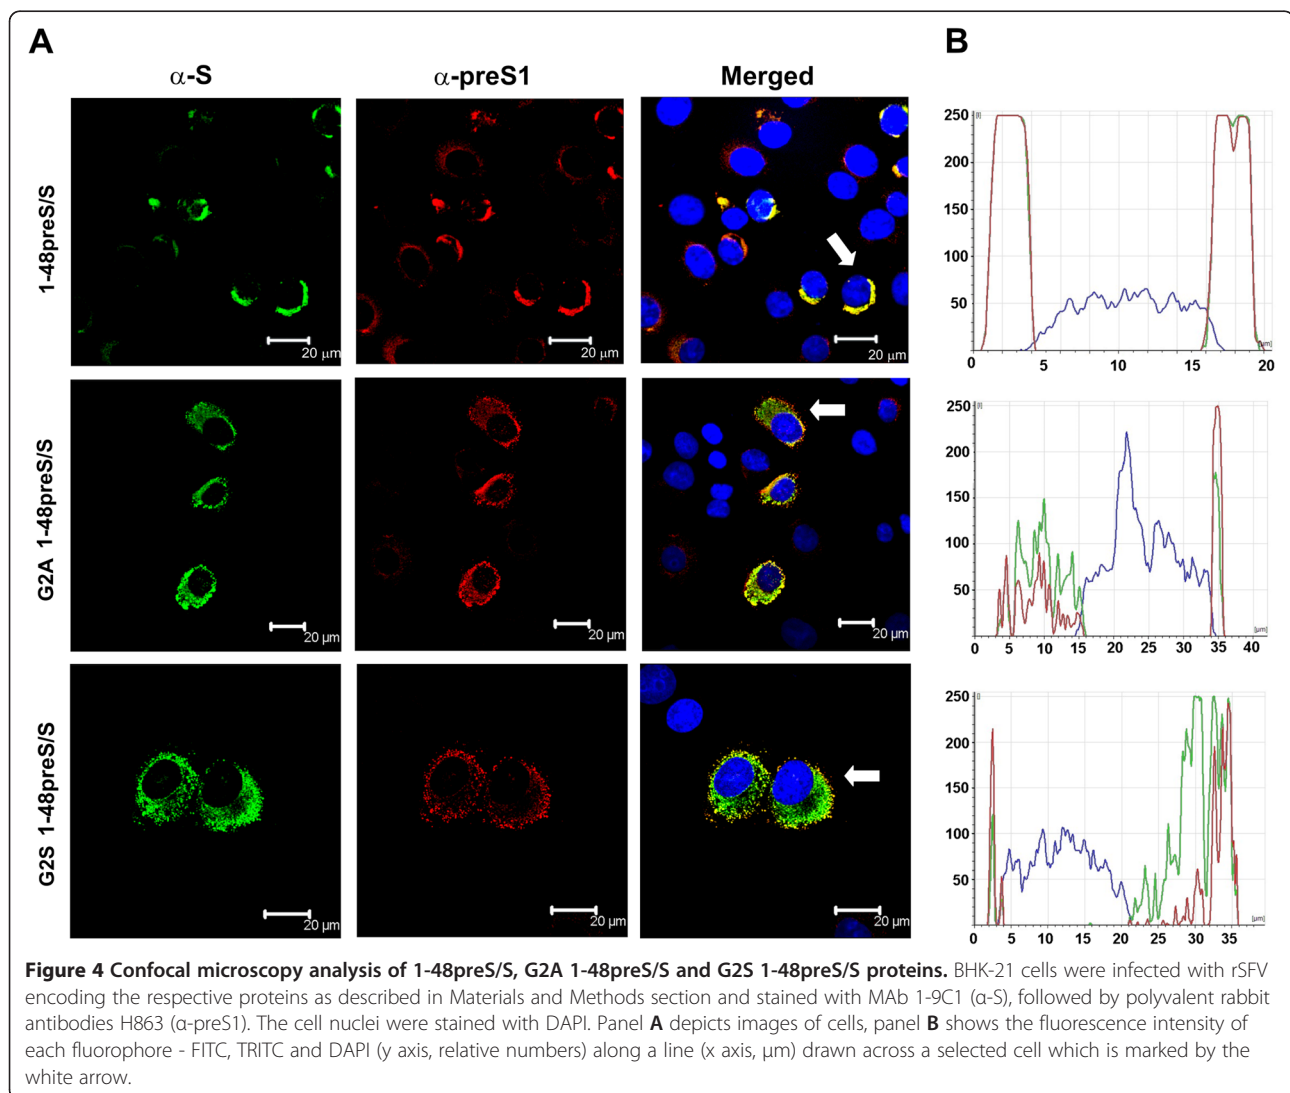 A
B
α-S
α-preS1
Merged
1-48preS/S
20 µm
20 µm
20 µm
250
200
150
100
50
0
5
10
15
20
[I]
[µm]
G2A 1-48preS/S
20 µm
20 µm
20 µm
250
200
150
100
50
0
5
10
15
20
25
30
35
40
[I]
[µm]
G2S 1-48preS/S
20 µm
20 µm
20 µm
250
200
150
100
50
0
5
10
15
20
25
30
35
[µm]
Figure 4 Confocal microscopy analysis of 1-48preS/S, G2A 1-48preS/S and G2S 1-48preS/S proteins. BHK-21 cells were infected with rSFV
encoding the respective proteins as described in Materials and Methods section and stained with MAb 1-9C1 (α-S), followed by polyvalent rabbit
antibodies H863 (α-preS1). The cell nuclei were stained with DAPI. Panel A depicts images of cells, panel B shows the fluorescence intensity of
each fluorophore - FITC, TRITC and DAPI (y axis, relative numbers) along a line (x axis, µm) drawn across a selected cell which is marked by the
white arrow.